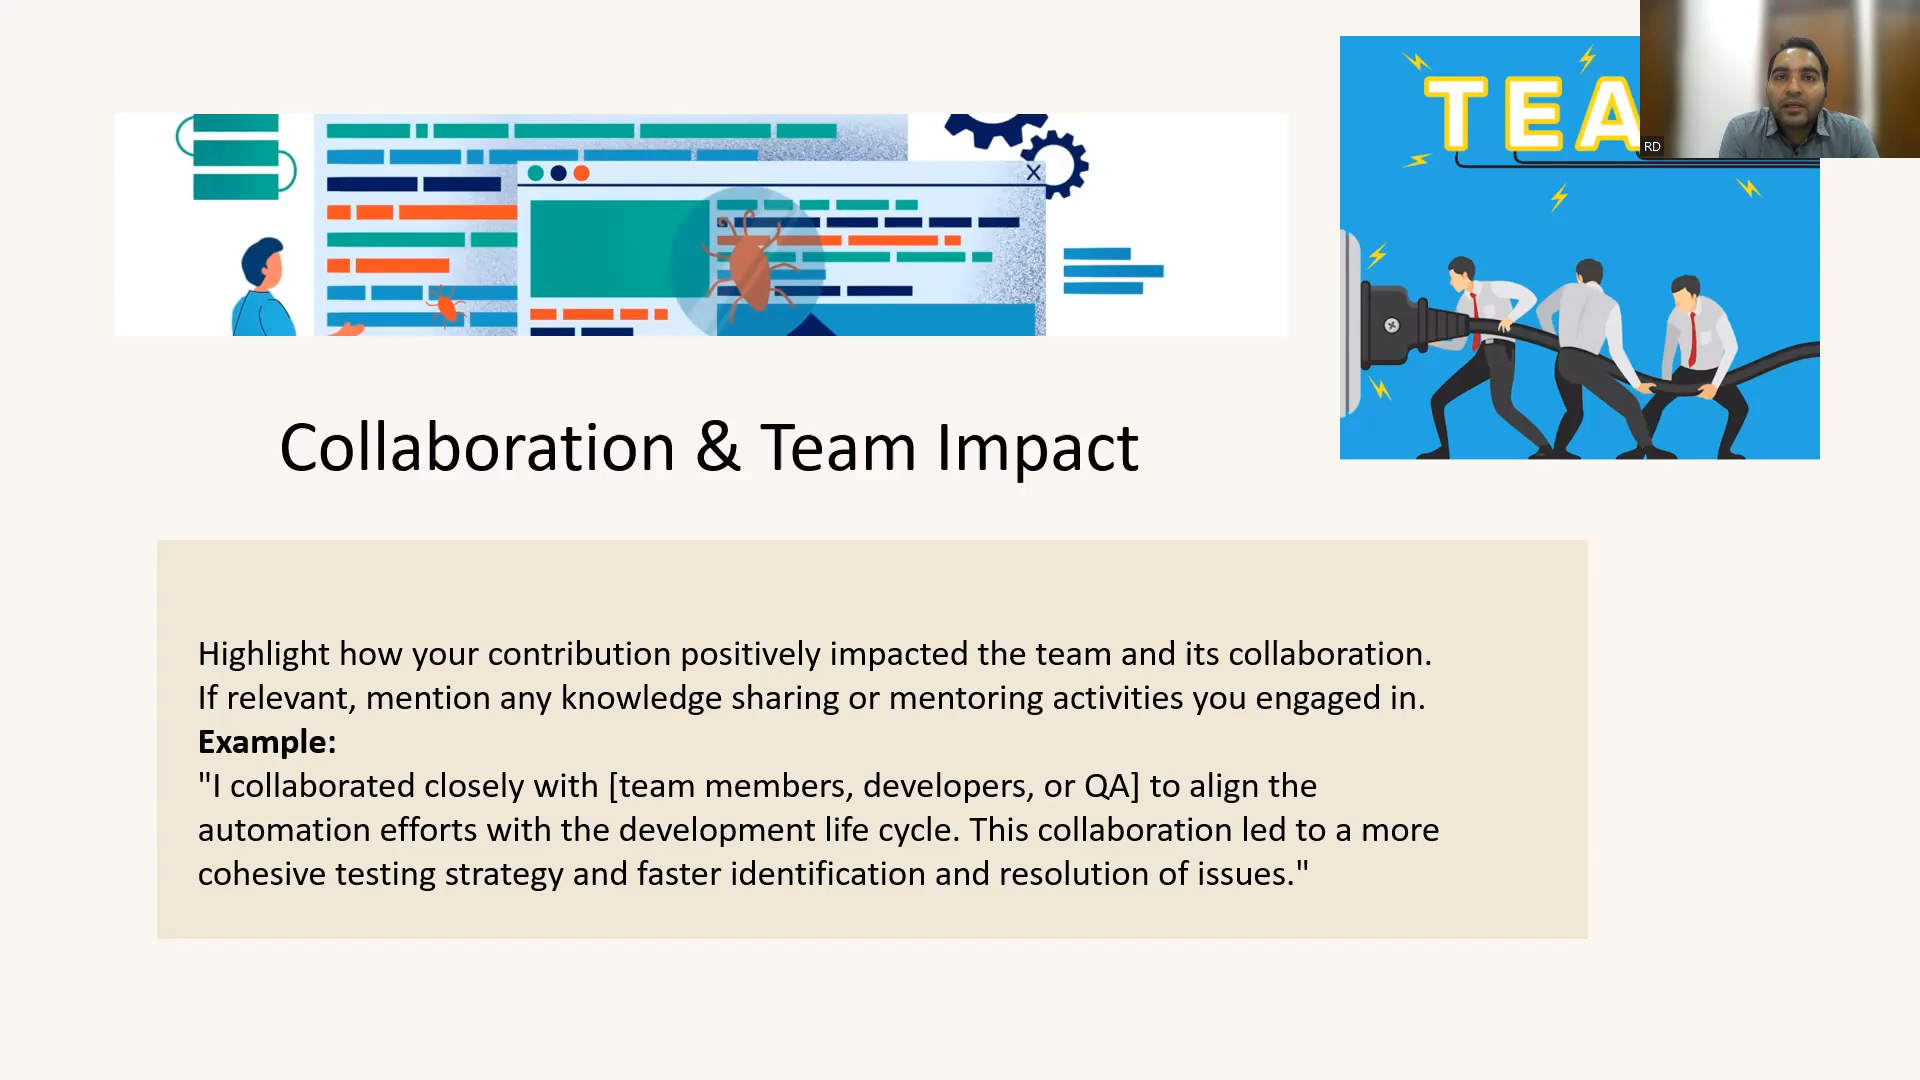 TEA
RD
X
Collaboration & Team Impact
Highlight how your contribution positively impacted the team and its collaboration.
If relevant, mention any knowledge sharing or mentoring activities you engaged in.
Example:
"I collaborated closely with [team members, developers, or QA] to align the
automation efforts with the development life cycle. This collaboration led to a more
cohesive testing strategy and faster identification and resolution of issues."